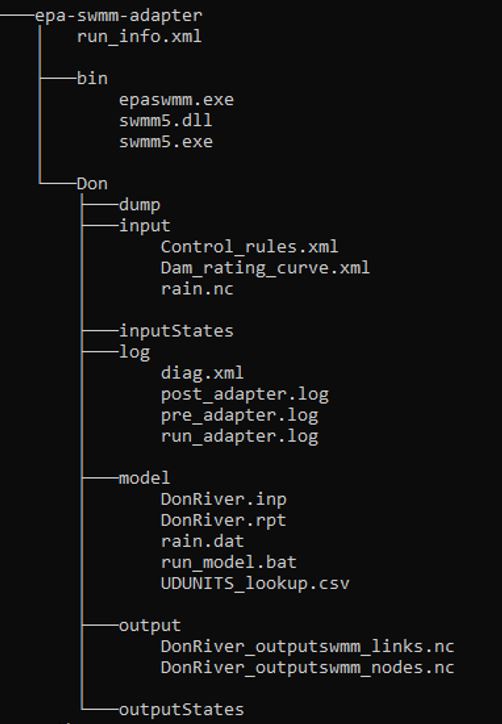 epa-swmm-adapter
run_info.xml
bin
epaswmm.exe
swmm5.dll
swmm5.exe
Don
dump
input
Control_rules.xml
Dam_rating_curve.xml
rain.nc
inputStates
log
diag.xml
post_adapter.log
pre_adapter.log
run_adapter.log
model
DonRiver.inp
DonRiver.rpt
rain.dat
run_model.bat
UDUNITS_lookup.csv
output
DonRiver_outputswmm_links.nc
DonRiver_outputswmm_nodes.nc
outputStates